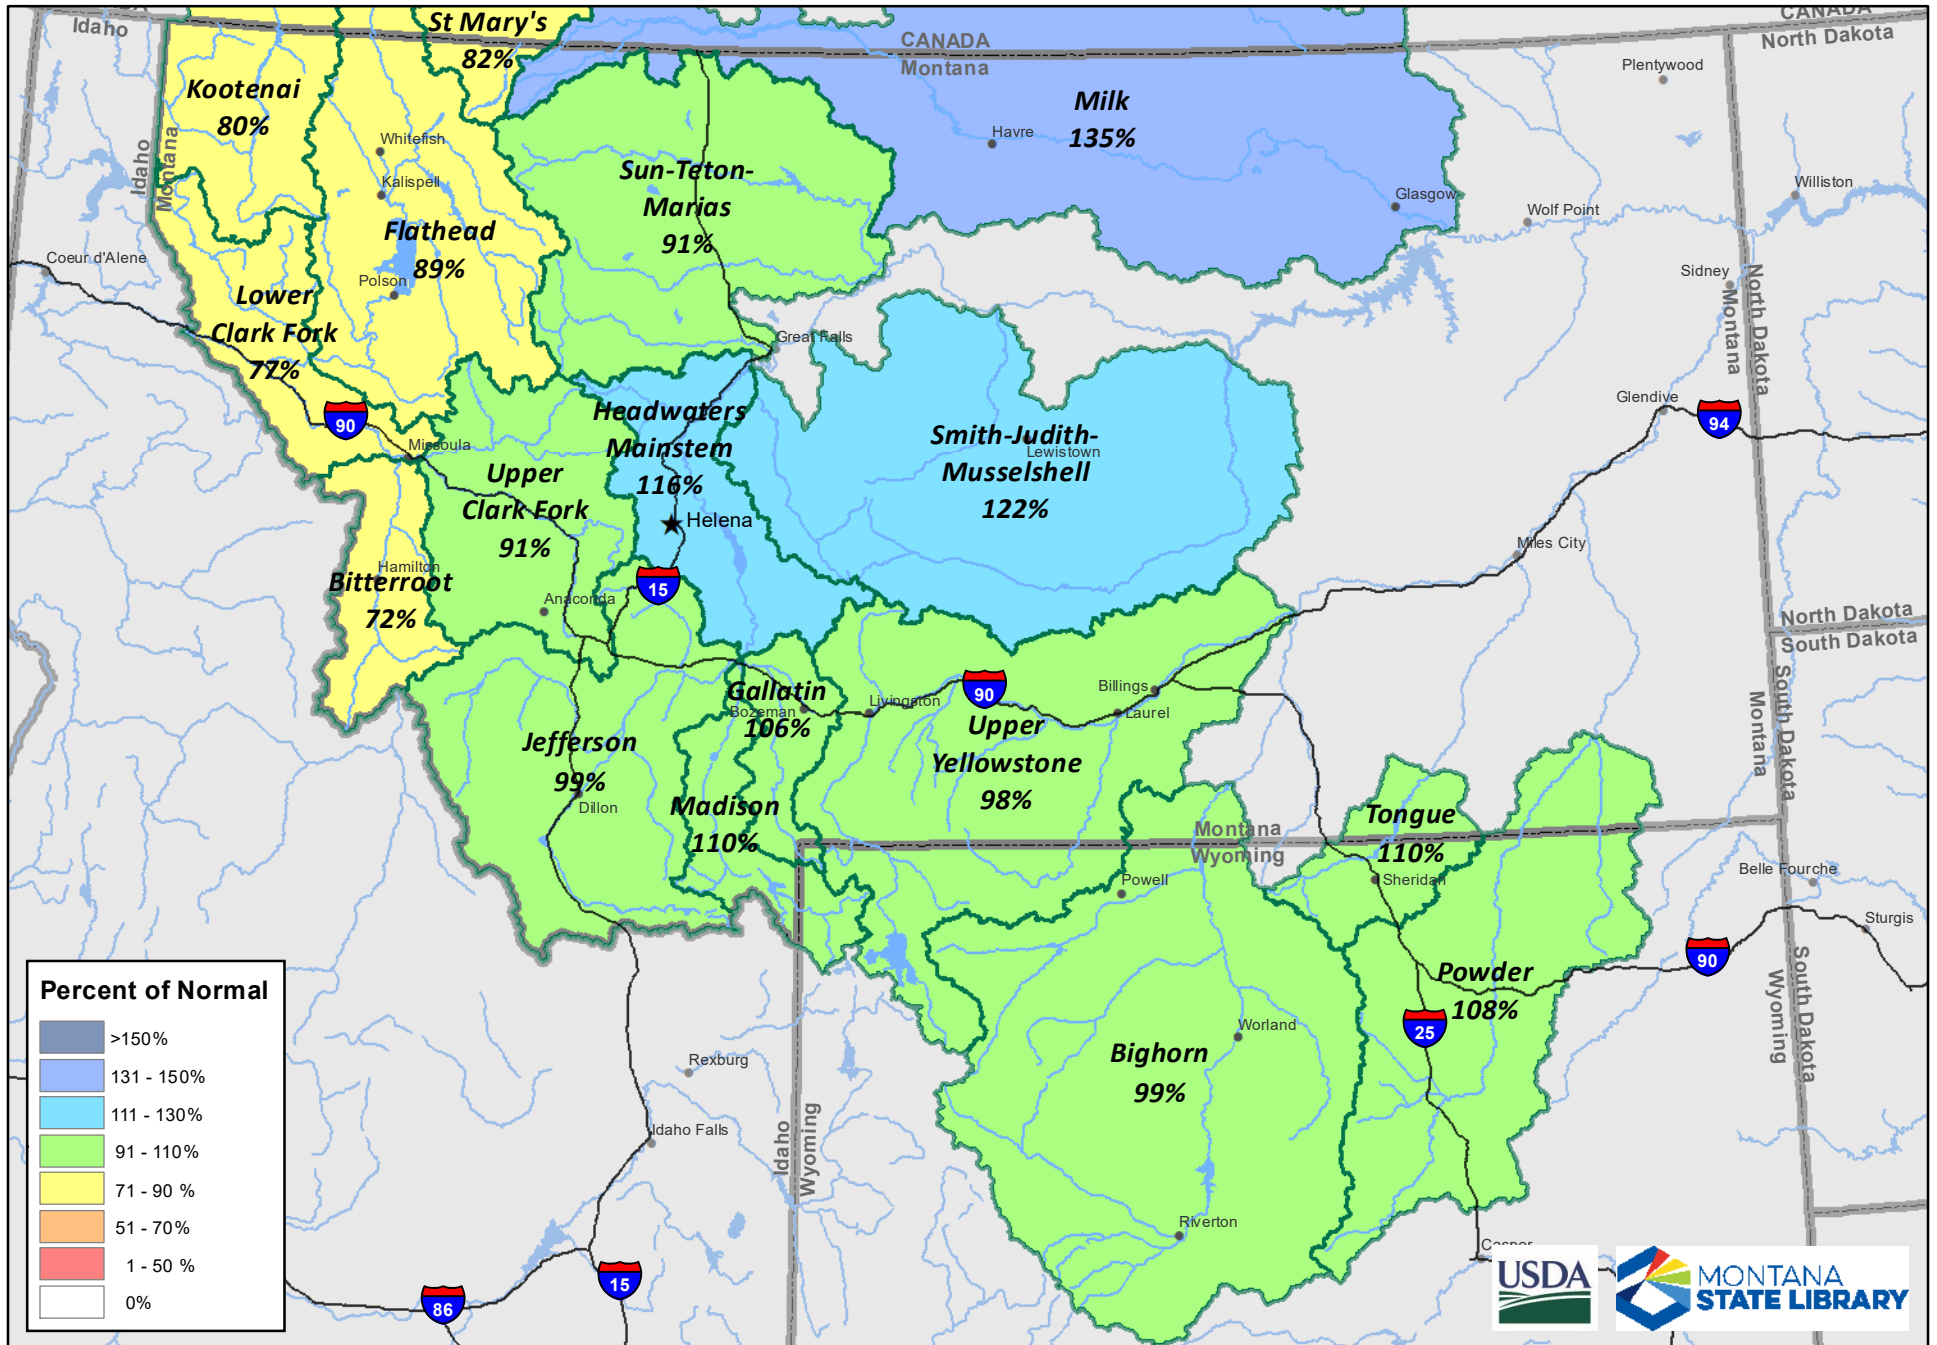 CANADA
Idaho
St Mary's
82%
CANADA
Montana
CANADA
North Dakota
Kootenai
80%
Idaho
Montana
Whitefish
Kalispell
Flathead
89%
Polson
Sun-Teton-
Marias
91%
Milk
135%
Havre
Glasgow
Plentywood
Wolf Point
Williston
Sidney
Montana
North Dakota
Coeur d'Alene
Lower
Clark Fork
77%
90
Missoula
Great Falls
Headwaters
Mainstem
116%
Helena
Smith-Judith-
Lewistown
Musselshell
122%
Glendive
94
Miles City
Upper
Clark Fork
91%
Hamilton
Bitterroot
72%
Anaconda
15
North Dakota
South Dakota
Gallatin
Bozeman
106%
Livingston
90
Billings
Laurel
Upper
Yellowstone
98%
Montana
South Dakota
Jefferson
99%
Dillon
Madison
110%
Montana
Wyoming
Tongue
110%
Sheridan
Powell
Belle Fourche
Sturgis
90
Powder
108%
25
Wyoming
South Dakota
Worland
Bighorn
99%
Riverton
Casper
Rexburg
Idaho Falls
Idaho
Wyoming
15
86
Percent of Normal
>150%
131 - 150%
111 - 130%
91 - 110%
71 - 90 %
51 - 70%
1 - 50 %
0%
USDA
MONTANA
STATE LIBRARY